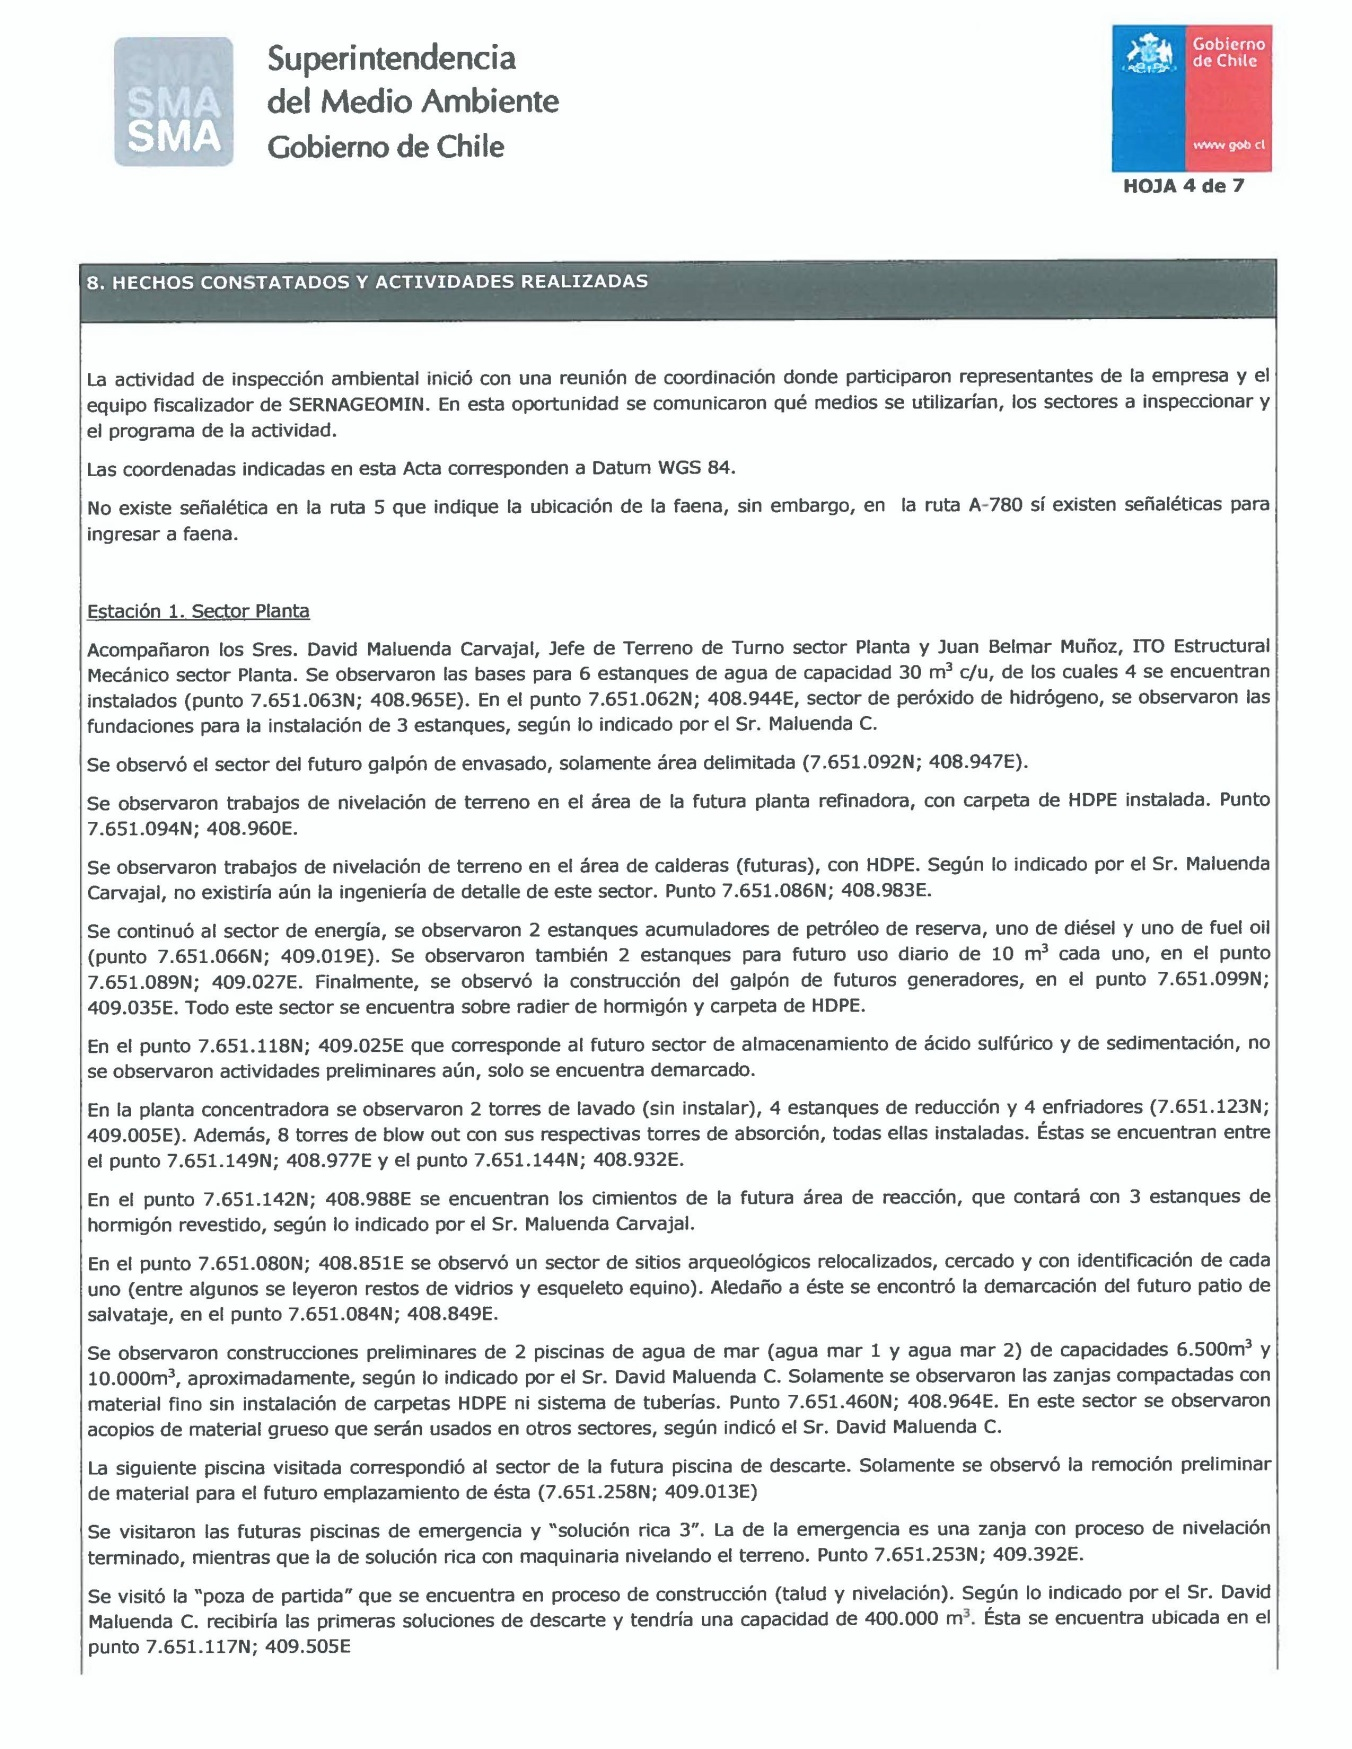 SMA
SMA
SMA
Superintendencia
del Medio Ambiente
Gobierno de Chile
Gobierno
de Chile
www gob cl
HOJA 4 de 7
8. HECHOS CONSTATADOS Y ACTIVIDADES REALIZADAS
La actividad de inspección ambiental inició con una reunión de coordinación donde participaron representantes de la empresa y el
equipo fiscalizador de SERNAGEOMIN. En esta oportunidad se comunicaron qué medios se utilizarían, los sectores a inspeccionar y
el programa de la actividad.
Las coordenadas indicadas en esta Acta corresponden a Datum WGS 84.
No existe señalética en la ruta 5 que indique la ubicación de la faena, sin embargo, en la ruta A-780 sí existen señaléticas para
ingresar a faena.
Estación 1. Sector Planta
Acompañaron los Sres. David Maluenda Carvajal, Jefe de Terreno de Turno sector Planta y Juan Belmar Muñoz, ITO Estructural
Mecánico sector Planta. Se observaron las bases para 6 estanques de agua de capacidad 30 m³ c/u, de los cuales 4 se encuentran
instalados (punto 7.651.063N; 408.965E). En el punto 7.651.062N; 408.944E, sector de peróxido de hidrógeno, se observaron las
fundaciones para la instalación de 3 estanques, según lo indicado por el Sr. Maluenda C.
Se observó el sector del futuro galpón de envasado, solamente área delimitada (7.651.092N; 408.947E).
Se observaron trabajos de nivelación de terreno en el área de la futura planta refinadora, con carpeta de HDPE instalada. Punto
7.651.094N; 408.960E.
Se observaron trabajos de nivelación de terreno en el área de calderas (futuras), con HDPE. Según lo indicado por el Sr. Maluenda
Carvajal, no existiría aún la ingeniería de detalle de este sector. Punto 7.651.086N; 408.983E.
Se continuó al sector de energía, se observaron 2 estanques acumuladores de petróleo de reserva, uno de diésel y uno de fuel oil
(punto 7.651.066N; 409.019E). Se observaron también 2 estanques para futuro uso diario de 10 m³ cada uno, en el punto
7.651.089N; 409.027E. Finalmente, se observó la construcción del galpón de futuros generadores, en el punto 7.651.099N;
409.035E. Todo este sector se encuentra sobre radier de hormigón y carpeta de HDPE.
En el punto 7.651.118N; 409.025E que corresponde al futuro sector de almacenamiento de ácido sulfúrico y de sedimentación, no
se observaron actividades preliminares aún, solo se encuentra demarcado.
En la planta concentradora se observaron 2 torres de lavado (sin instalar), 4 estanques de reducción y 4 enfriadores (7.651.123N;
409.005E). Además, 8 torres de blow out con sus respectivas torres de absorción, todas ellas instaladas. Éstas se encuentran entre
el punto 7.651.149N; 408.977E y el punto 7.651.144N; 408.932E.
En el punto 7.651.142N; 408.988E se encuentran los cimientos de la futura área de reacción, que contará con 3 estanques de
hormigón revestido, según lo indicado por el Sr. Maluenda Carvajal.
En el punto 7.651.080N; 408.851E se observó un sector de sitios arqueológicos relocalizados, cercado y con identificación de cada
uno (entre algunos se leyeron restos de vidrios y esqueleto equino). Aledaño a éste se encontró la demarcación del futuro patio de
salvataje, en el punto 7.651.084N; 408.849E.
Se observaron construcciones preliminares de 2 piscinas de agua de mar (agua mar 1 y agua mar 2) de capacidades 6.500m³ y
10.000m³, aproximadamente, según lo indicado por el Sr. David Maluenda C. Solamente se observaron las zanjas compactadas con
material fino sin instalación de carpetas HDPE ni sistema de tuberías. Punto 7.651.460N; 408.964E. En este sector se observaron
acopios de material grueso que serán usados en otros sectores, según indicó el Sr. David Maluenda C.
La siguiente piscina visitada correspondió al sector de la futura piscina de descarte. Solamente se observó la remoción preliminar
de material para el futuro emplazamiento de ésta (7.651.258N; 409.013E)
Se visitaron las futuras piscinas de emergencia y "solución rica 3". La de la emergencia es una zanja con proceso de nivelación
terminado, mientras que la de solución rica con maquinaria nivelando el terreno. Punto 7.651.253N; 409.392E.
Se visitó la "poza de partida" que se encuentra en proceso de construcción (talud y nivelación). Según lo indicado por el Sr. David
Maluenda C. recibiría las primeras soluciones de descarte y tendría una capacidad de 400.000 m³. Ésta se encuentra ubicada en el
punto 7.651.117N; 409.505E